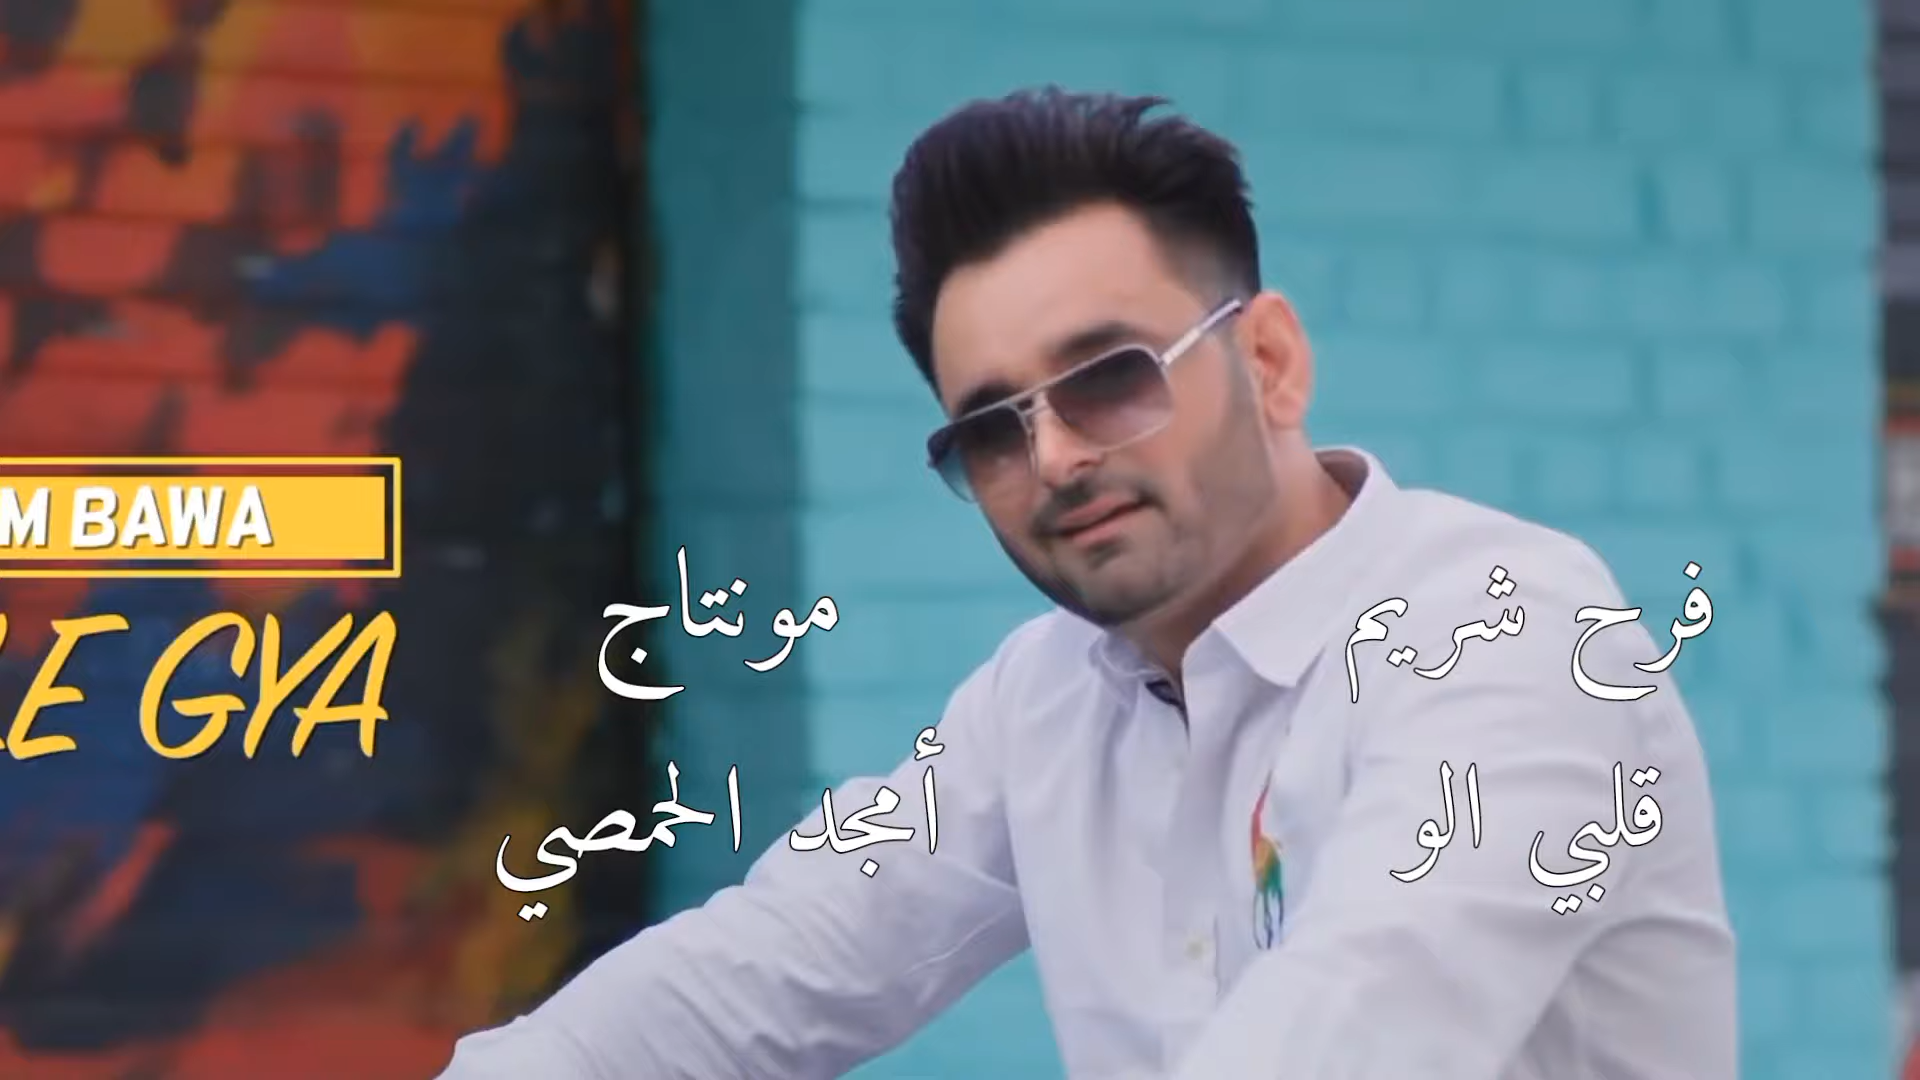 M BAWA
E GYA
فرح شريم
قلبي الو
مونتاج
أمجد الحمصي